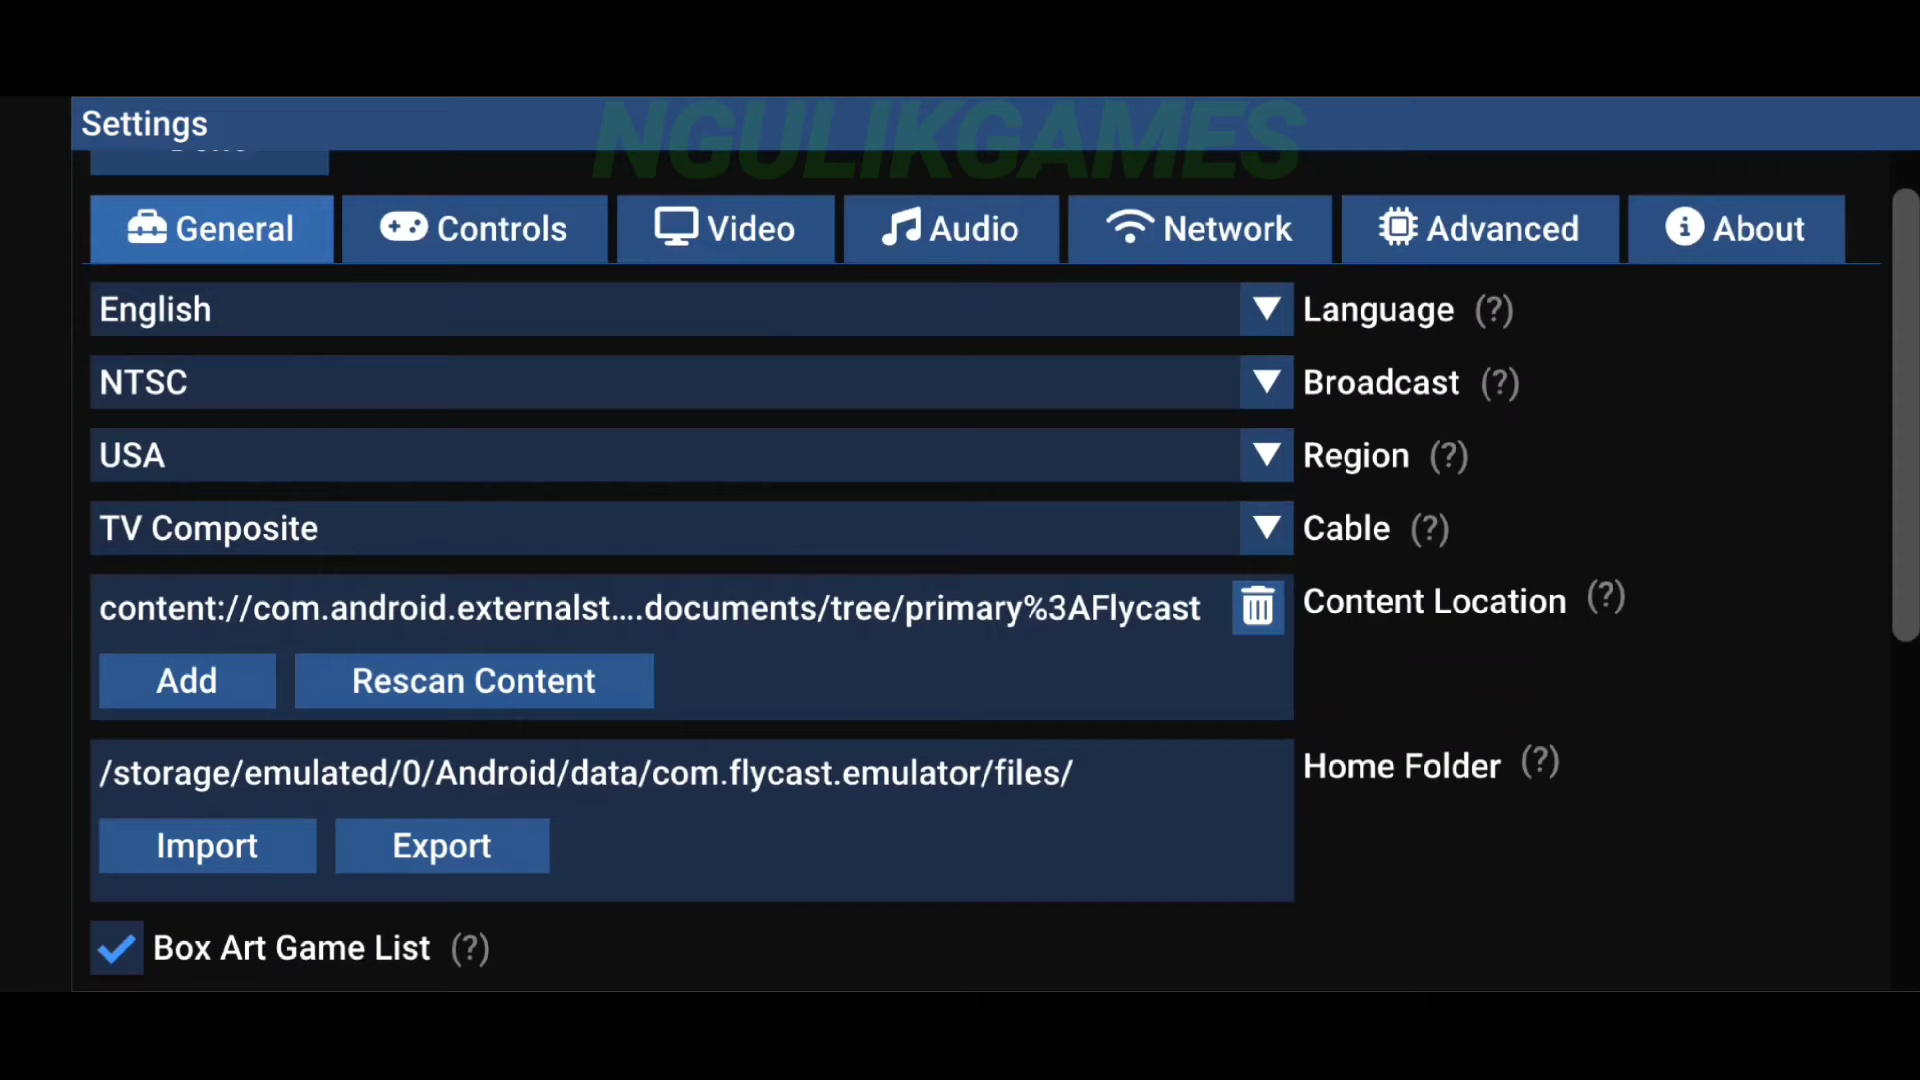 Settings
NGULIKGAMES
General Controls Video Audio Network Advanced About
English Language (?)
NTSC Broadcast (?)
USA Region (?)
TV Composite Cable (?)
content://com.android.externalst....documents/tree/primary%3AFlycast Content Location (?)
Add Rescan Content
/storage/emulated/0/Android/data/com.flycast.emulator/files/ Home Folder (?)
Import Export
Box Art Game List (?)